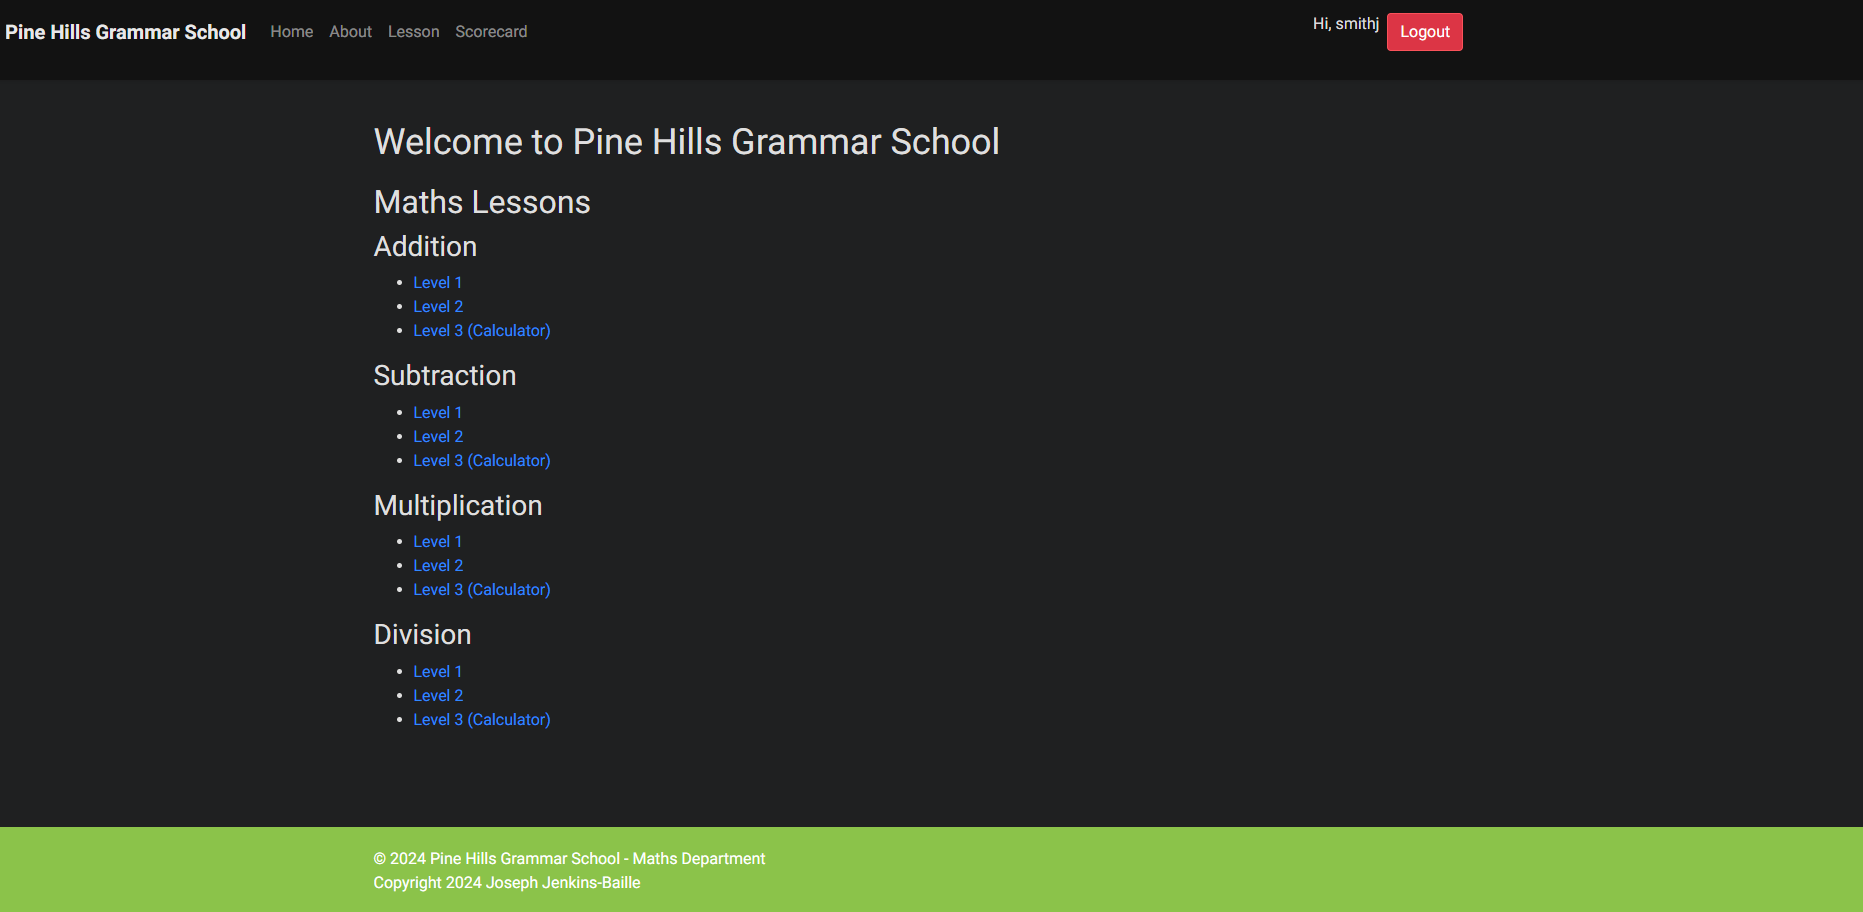 Pine Hills Grammar School Home About Lesson Scorecard Hi, smithj Logout
Welcome to Pine Hills Grammar School
Maths Lessons
Addition
Level 1
Level 2
Level 3 (Calculator)
Subtraction
Level 1
Level 2
Level 3 (Calculator)
Multiplication
Level 1
Level 2
Level 3 (Calculator)
Division
Level 1
Level 2
Level 3 (Calculator)
© 2024 Pine Hills Grammar School - Maths Department
Copyright 2024 Joseph Jenkins-Baille